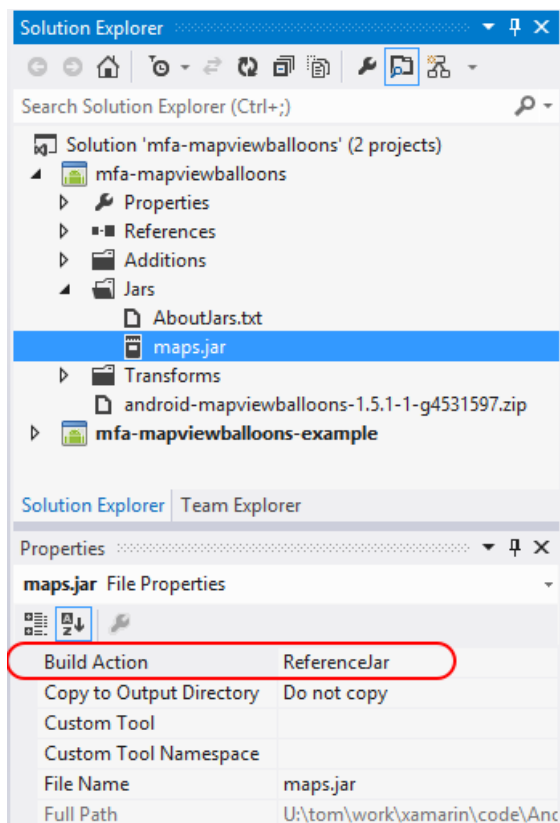 Solution Explorer
Search Solution Explorer (Ctrl+;)
Solution 'mfa-mapviewballoons' (2 projects)
mfa-mapviewballoons
Properties
References
Additions
Jars
AboutJars.txt
maps.jar
Transforms
android-mapviewballoons-1.5.1-1-g4531597.zip
mfa-mapviewballoons-example
Solution Explorer Team Explorer
Properties
maps.jar File Properties
Build Action ReferenceJar
Copy to Output Directory Do not copy
Custom Tool
Custom Tool Namespace
File Name maps.jar
Full Path U:\tom\work\xamarin\code\Anc